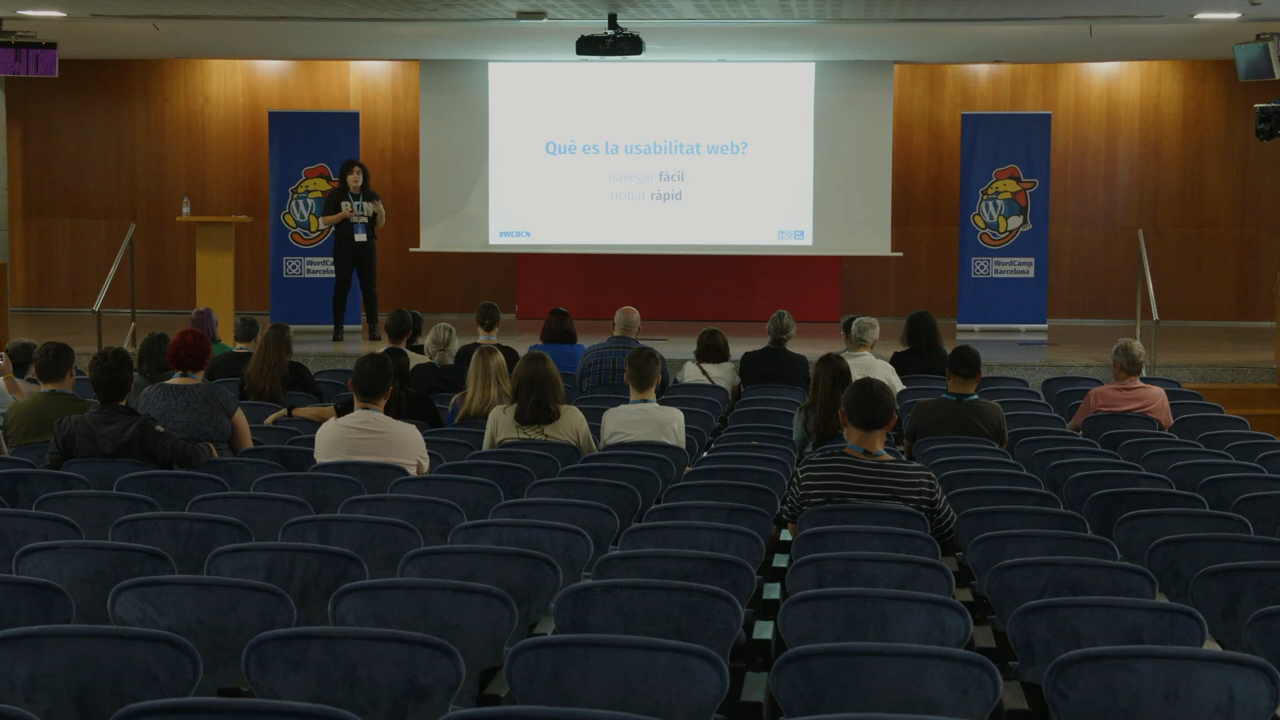 Què es la usabilitat web?
navegar fàcil
trobar ràpid
#WCBCN
WordCamp
Barcelona
WordCamp
Barcelona